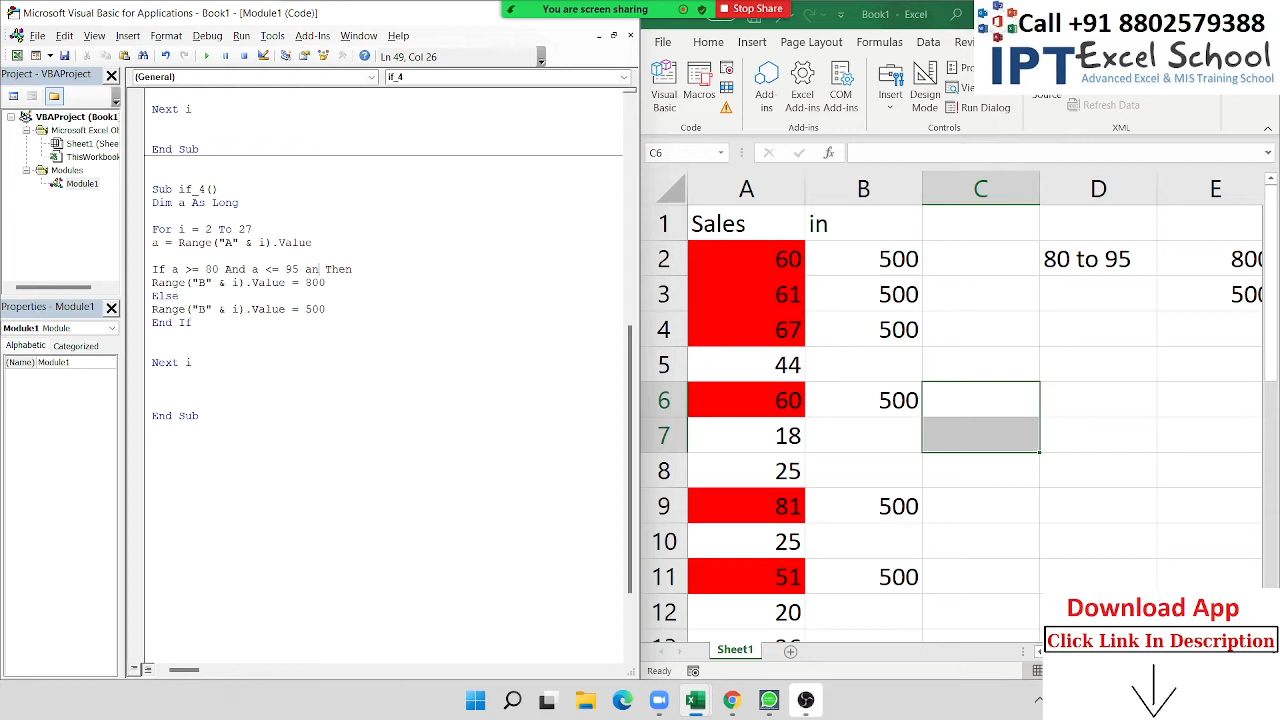 Microsoft Visual Basic for Applications - Book1 - [Module1 (Code)]
You are screen sharing
Stop Share
Book1 - Excel
Call +91 8802579388
IPT Excel School
Advanced Excel & MIS Training School
File Edit View Insert Format Debug Run Tools Add-Ins Window Help
File Home Insert Page Layout Formulas Data
Ln 49, Col 26
Project - VBAProject
(General)
if_4
VBAProject (Book1
Microsoft Excel Ob
Sheet1 (Shee
ThisWorkbook
Modules
Module1
Properties - Module1
Module1 Module
Alphabetic Categorized
(Name) Module1
Next i
End Sub
Sub if_4()
Dim a As Long
For i = 2 To 27
a = Range("A" & i).Value
If a >= 80 And a <= 95 an Then
Range("B" & i).Value = 800
Else
Range("B" & i).Value = 500
End If
Next i
End Sub
Visual Basic
Macros
Code
Add-ins
Excel Add-ins
COM Add-ins
Add-ins
Insert
Design Mode
Run Dialog
Controls
Refresh Data
XML
C6
A B C D E
1 Sales in
2 60 500 80 to 95 800
3 61 500 500
4 67 500
5 44
6 60 500
7 18
8 25
9 81 500
10 25
11 51 500
12 20
Sheet1
Ready
Download App
Click Link In Description